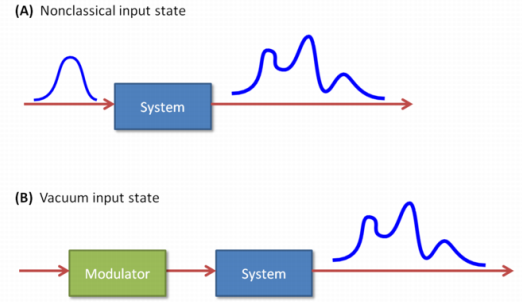 (A) Nonclassical input state
System
(B) Vacuum input state
Modulator
System